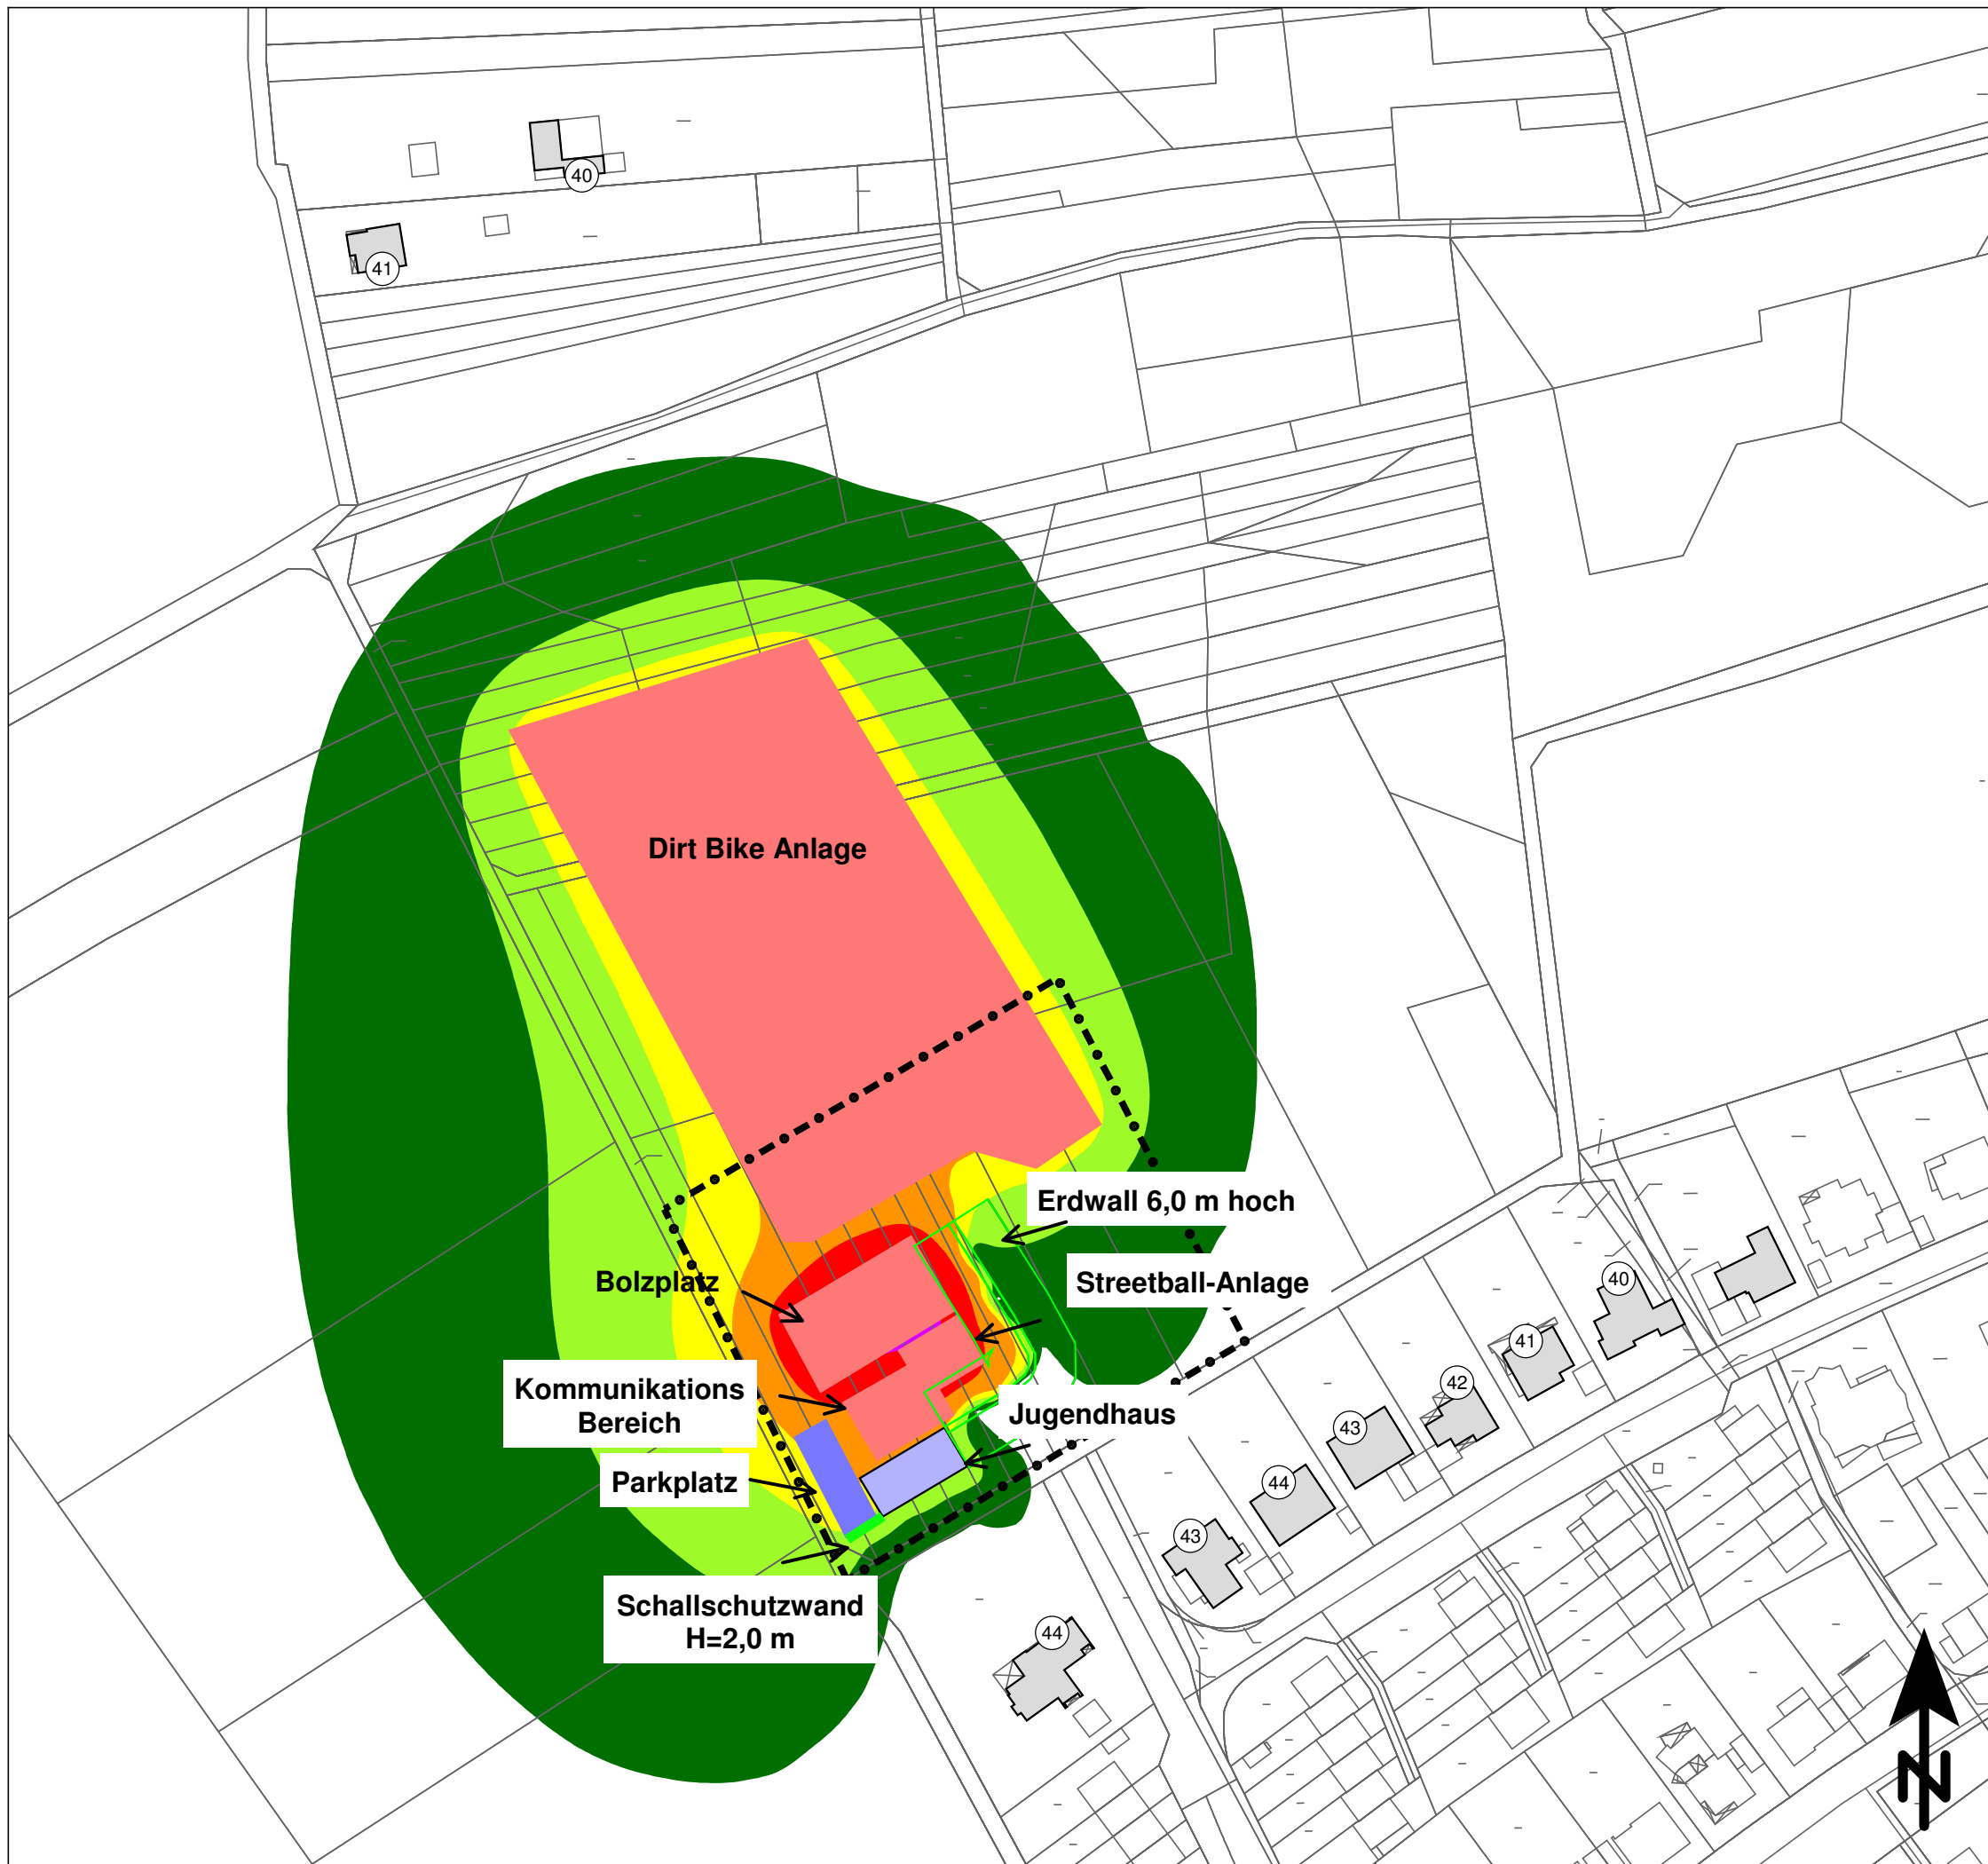 40
41
Dirt Bike Anlage
Erdwall 6,0 m hoch
Bolzplatz
Streetball-Anlage
40
41
42
43
44
43
Kommunikations
Bereich
Jugendhaus
Parkplatz
Schallschutzwand
H=2,0 m
44
N